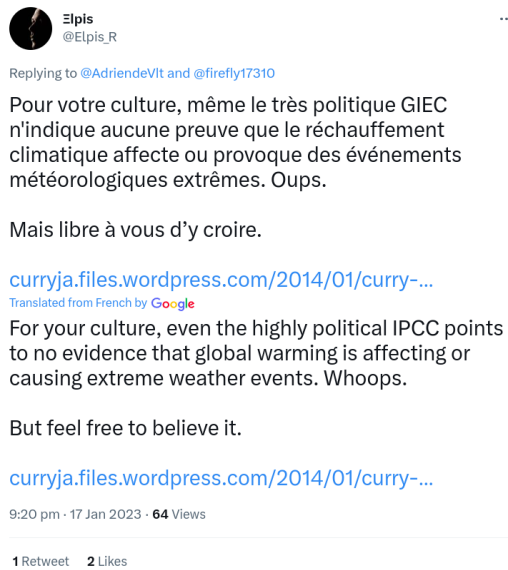 Ξlpis
@Elpis_R
Replying to @AdriendeVlt and @firefly17310
Pour votre culture, même le très politique GIEC
n'indique aucune preuve que le réchauffement
climatique affecte ou provoque des événements
météorologiques extrêmes. Oups.
Mais libre à vous d’y croire.
curryja.files.wordpress.com/2014/01/curry-...
Translated from French by Google
For your culture, even the highly political IPCC points
to no evidence that global warming is affecting or
causing extreme weather events. Whoops.
But feel free to believe it.
curryja.files.wordpress.com/2014/01/curry-...
9:20 pm · 17 Jan 2023 · 64 Views
1 Retweet 2 Likes